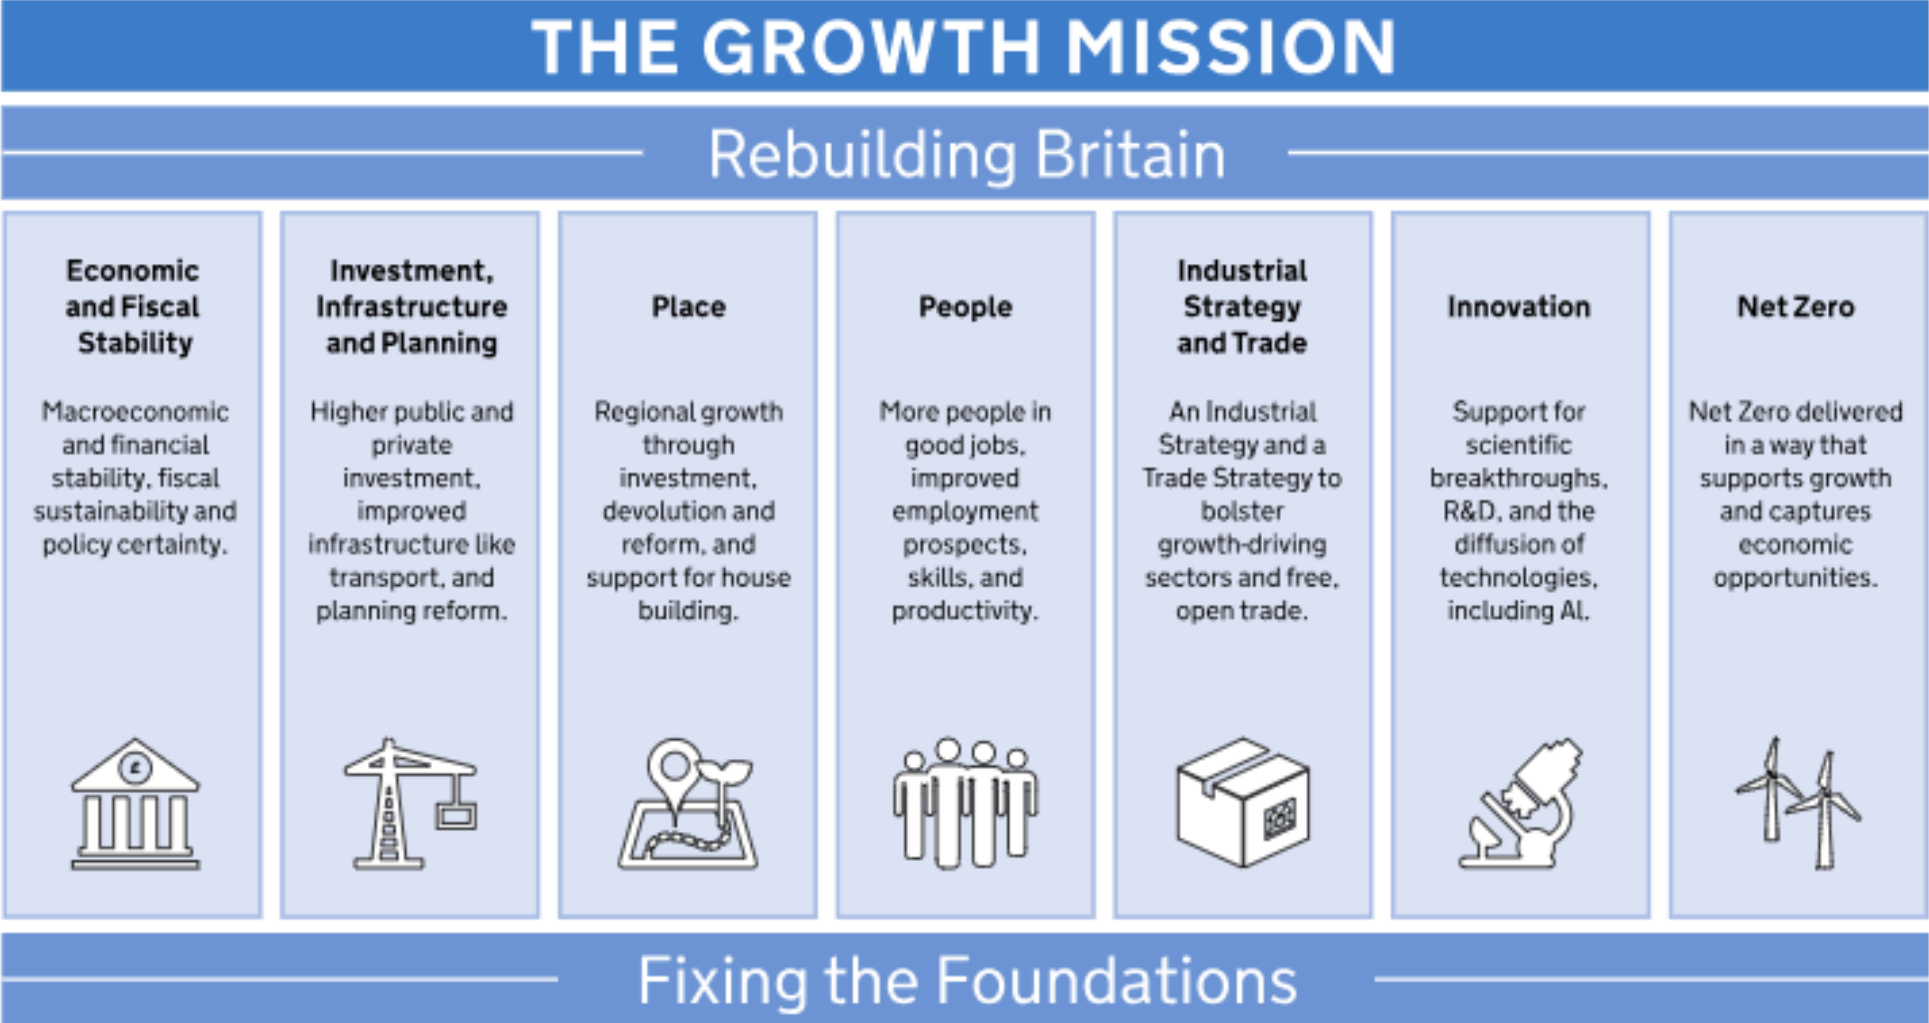 THE GROWTH MISSION
Rebuilding Britain
Economic
and Fiscal
Stability
Macroeconomic
and financial
stability, fiscal
sustainability and
policy certainty.
£
Investment,
Infrastructure
and Planning
Higher public and
private
investment,
improved
infrastructure like
transport, and
planning reform.
Place
Regional growth
through
investment,
devolution and
reform, and
support for house
building.
People
More people in
good jobs,
improved
employment
prospects,
skills, and
productivity.
Industrial
Strategy
and Trade
An Industrial
Strategy and a
Trade Strategy to
bolster
growth-driving
sectors and free,
open trade.
Innovation
Support for
scientific
breakthroughs,
R&D, and the
diffusion of
technologies,
including AI.
Net Zero
Net Zero delivered
in a way that
supports growth
and captures
economic
opportunities.
Fixing the Foundations